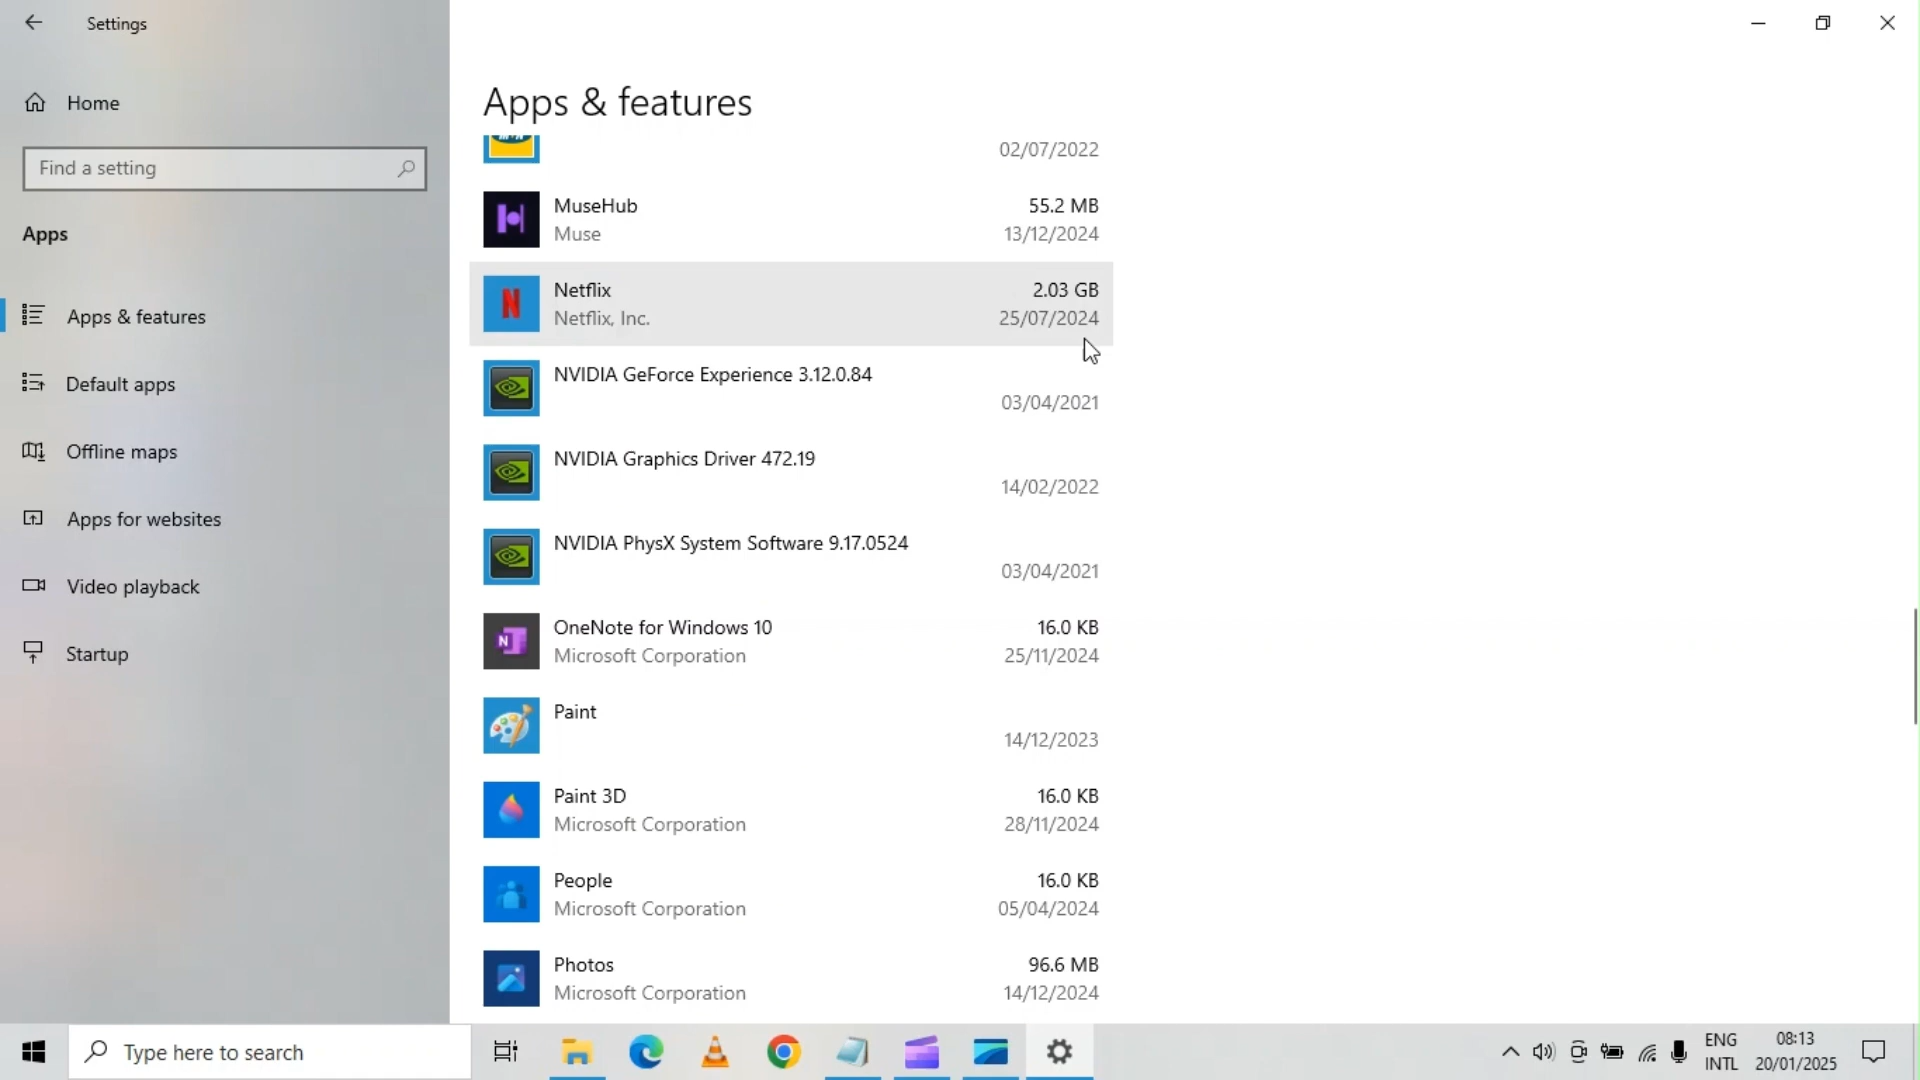 Settings
Home
Find a setting
Apps
Apps & features
Default apps
Offline maps
Apps for websites
Video playback
Startup
Apps & features
02/07/2022
MuseHub 55.2 MB
Muse 13/12/2024
Netflix 2.03 GB
Netflix, Inc. 25/07/2024
NVIDIA GeForce Experience 3.12.0.84
03/04/2021
NVIDIA Graphics Driver 472.19
14/02/2022
NVIDIA PhysX System Software 9.17.0524
03/04/2021
OneNote for Windows 10 16.0 KB
Microsoft Corporation 25/11/2024
Paint
14/12/2023
Paint 3D 16.0 KB
Microsoft Corporation 28/11/2024
People 16.0 KB
Microsoft Corporation 05/04/2024
Photos 96.6 MB
Microsoft Corporation 14/12/2024
Type here to search
ENG 08:13
INTL 20/01/2025